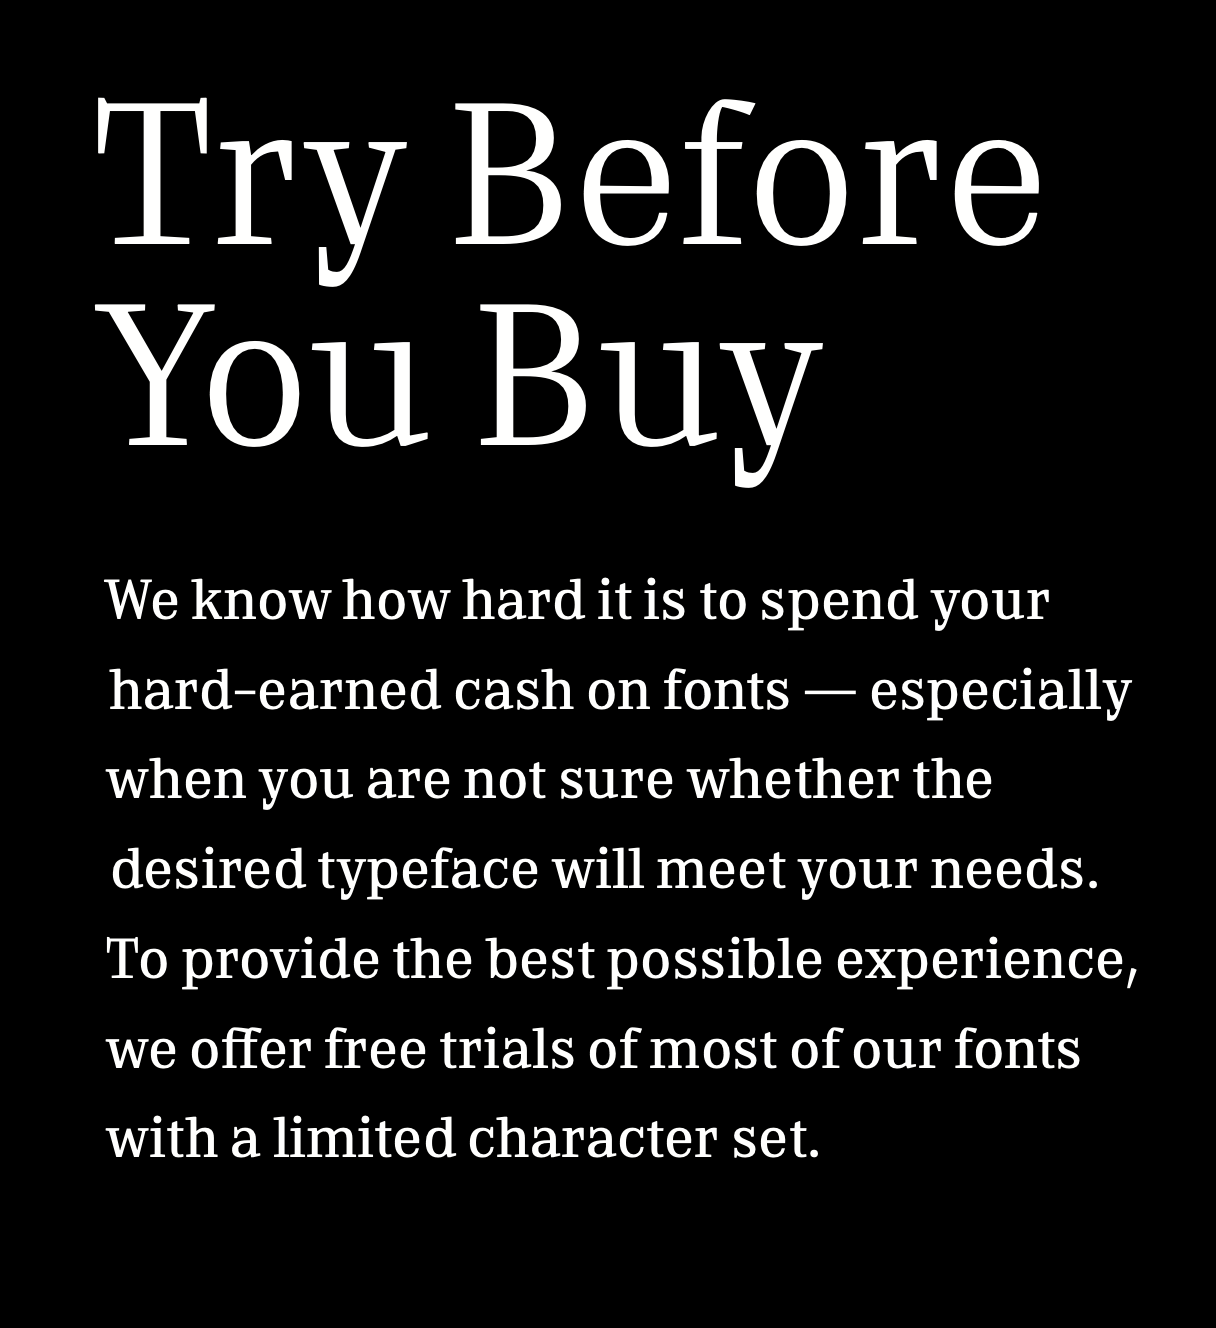 Try Before
You Buy
We know how hard it is to spend your
hard-earned cash on fonts — especially
when you are not sure whether the
desired typeface will meet your needs.
To provide the best possible experience,
we offer free trials of most of our fonts
with a limited character set.